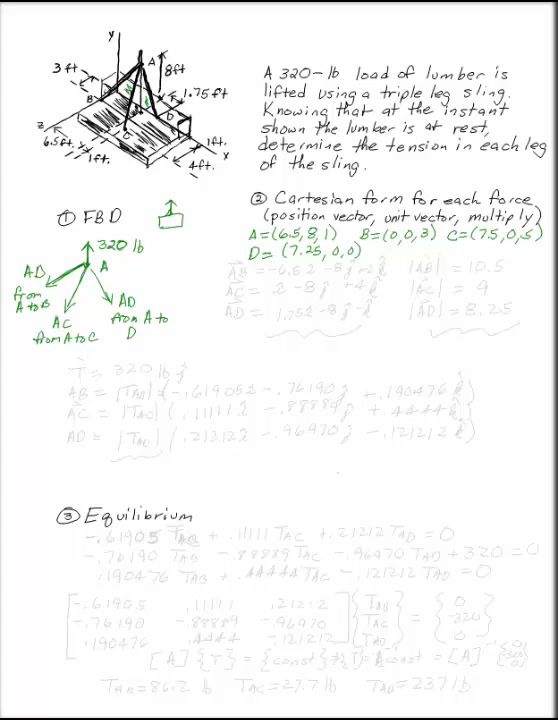 y
3 ft
A
8ft
1.75 ft
B
D
C
z
x
6.5ft.
1ft.
1ft.
4ft.
A 320-lb load of lumber is
lifted using a triple leg sling.
Knowing that at the instant
shown the lumber is at rest,
determine the tension in each leg
of the sling.
① FBD
320 lb
A
AD
from
A to B
AC
from A to C
AD
from A to
D
② Cartesian form for each force
(position vector, unit vector, multiply)
A=(6.5,8,1) B=(0,0,3) C=(7.5,0,5)
D= (7.25,0,0)
AB = -6.5î -8ĵ +2k̂ |AB| = 10.5
AC = 2 -8ĵ +4k̂ |AC| = 9
AD = 1.75î -8ĵ -k̂ |AD| = 8.25
T = 320 lb ĵ
AB = |TAB| (-.61905î -.76190ĵ +.190476 k̂)
AC = |TAC| (.11111î -.88889ĵ +.4444k̂)
AD = |TAD| (.21212î -.96970ĵ -.121212k̂)
③ Equilibrium
-.61905 TAB + .11111 TAC +.21212 TAD = 0
-.76190 TAB -.88889 TAC -.96970 TAD + 320 = 0
.190476 TAB + .44444 TAC -.121212 TAD = 0
[-.61905 .11111 .21212] {TAB} = {0}
[-.76190 -.88889 -.96970] {TAC} {-320}
[.190476 .4444 -.121212] {TAD} {0}
[A] {T} = {const}
TAB=86.2 lb TAC=27.7 lb TAD=237 lb